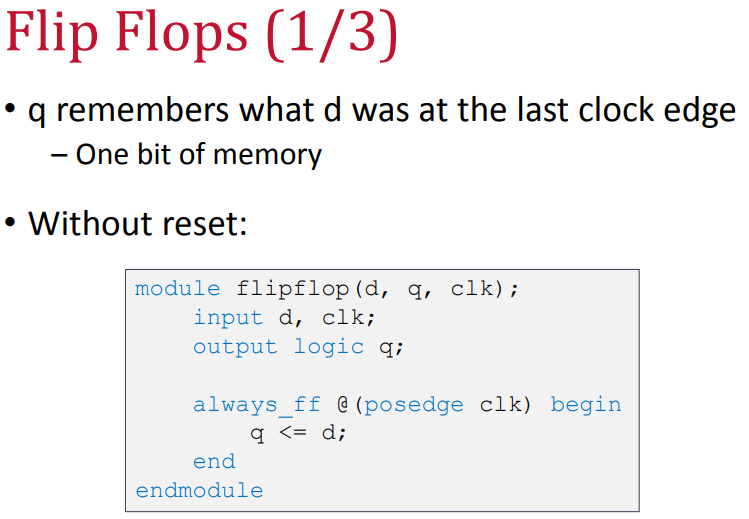 Flip Flops (1/3)
• q remembers what d was at the last clock edge
– One bit of memory
• Without reset:
module flipflop(d, q, clk);
    input d, clk;
    output logic q;

    always_ff @(posedge clk) begin
        q <= d;
    end
endmodule